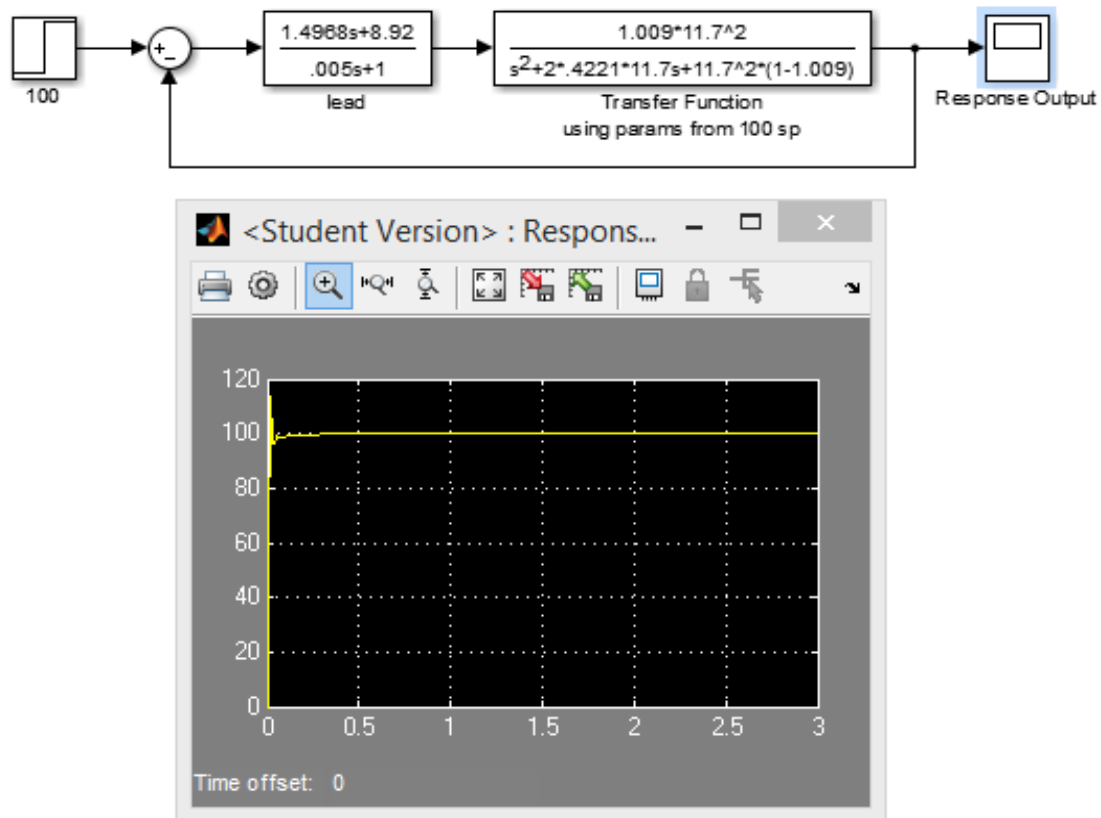 100
+
-
1.4968s+8.92
.005s+1
lead
1.009*11.7^2
s2+2*.4221*11.7s+11.7^2*(1-1.009)
Transfer Function
using params from 100 sp
Response Output
<Student Version> : Respons...
120
100
80
60
40
20
0
0 0.5 1 1.5 2 2.5 3
Time offset: 0